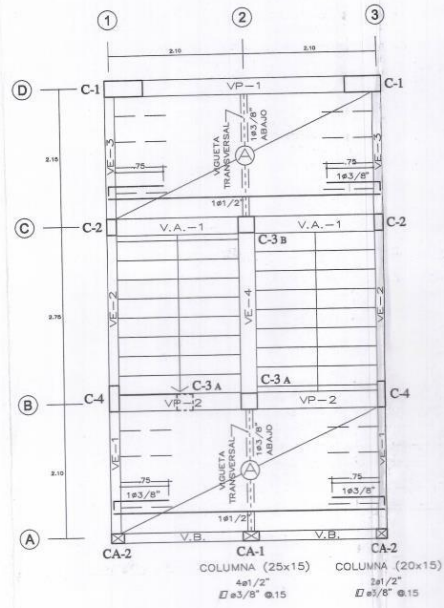 1
2
3
2.10
2.10
D
C-1
VP-1
C-1
VE-3
VIGUETA
TRANSVERSAL
1ø3/8"
ABAJO
A
VE-3
2.15
.75
.75
1ø3/8"
1ø3/8"
1ø1/2"
C
C-2
V.A.-1
V.A.-1
C-2
C-3 B
VE-2
VE-4
VE-2
2.75
C-3 A
C-3 A
C-4
C-4
B
VP-2
VP-2
VE-1
VIGUETA
TRANSVERSAL
1ø3/8"
ABAJO
A
VE-1
2.10
.75
.75
1ø3/8"
1ø3/8"
1ø1/2"
A
V.B.
V.B.
CA-2
CA-1
CA-2
COLUMNA (25x15)
COLUMNA (20x15)
4ø1/2"
2ø1/2"
ø3/8" @.15
ø3/8" @.15